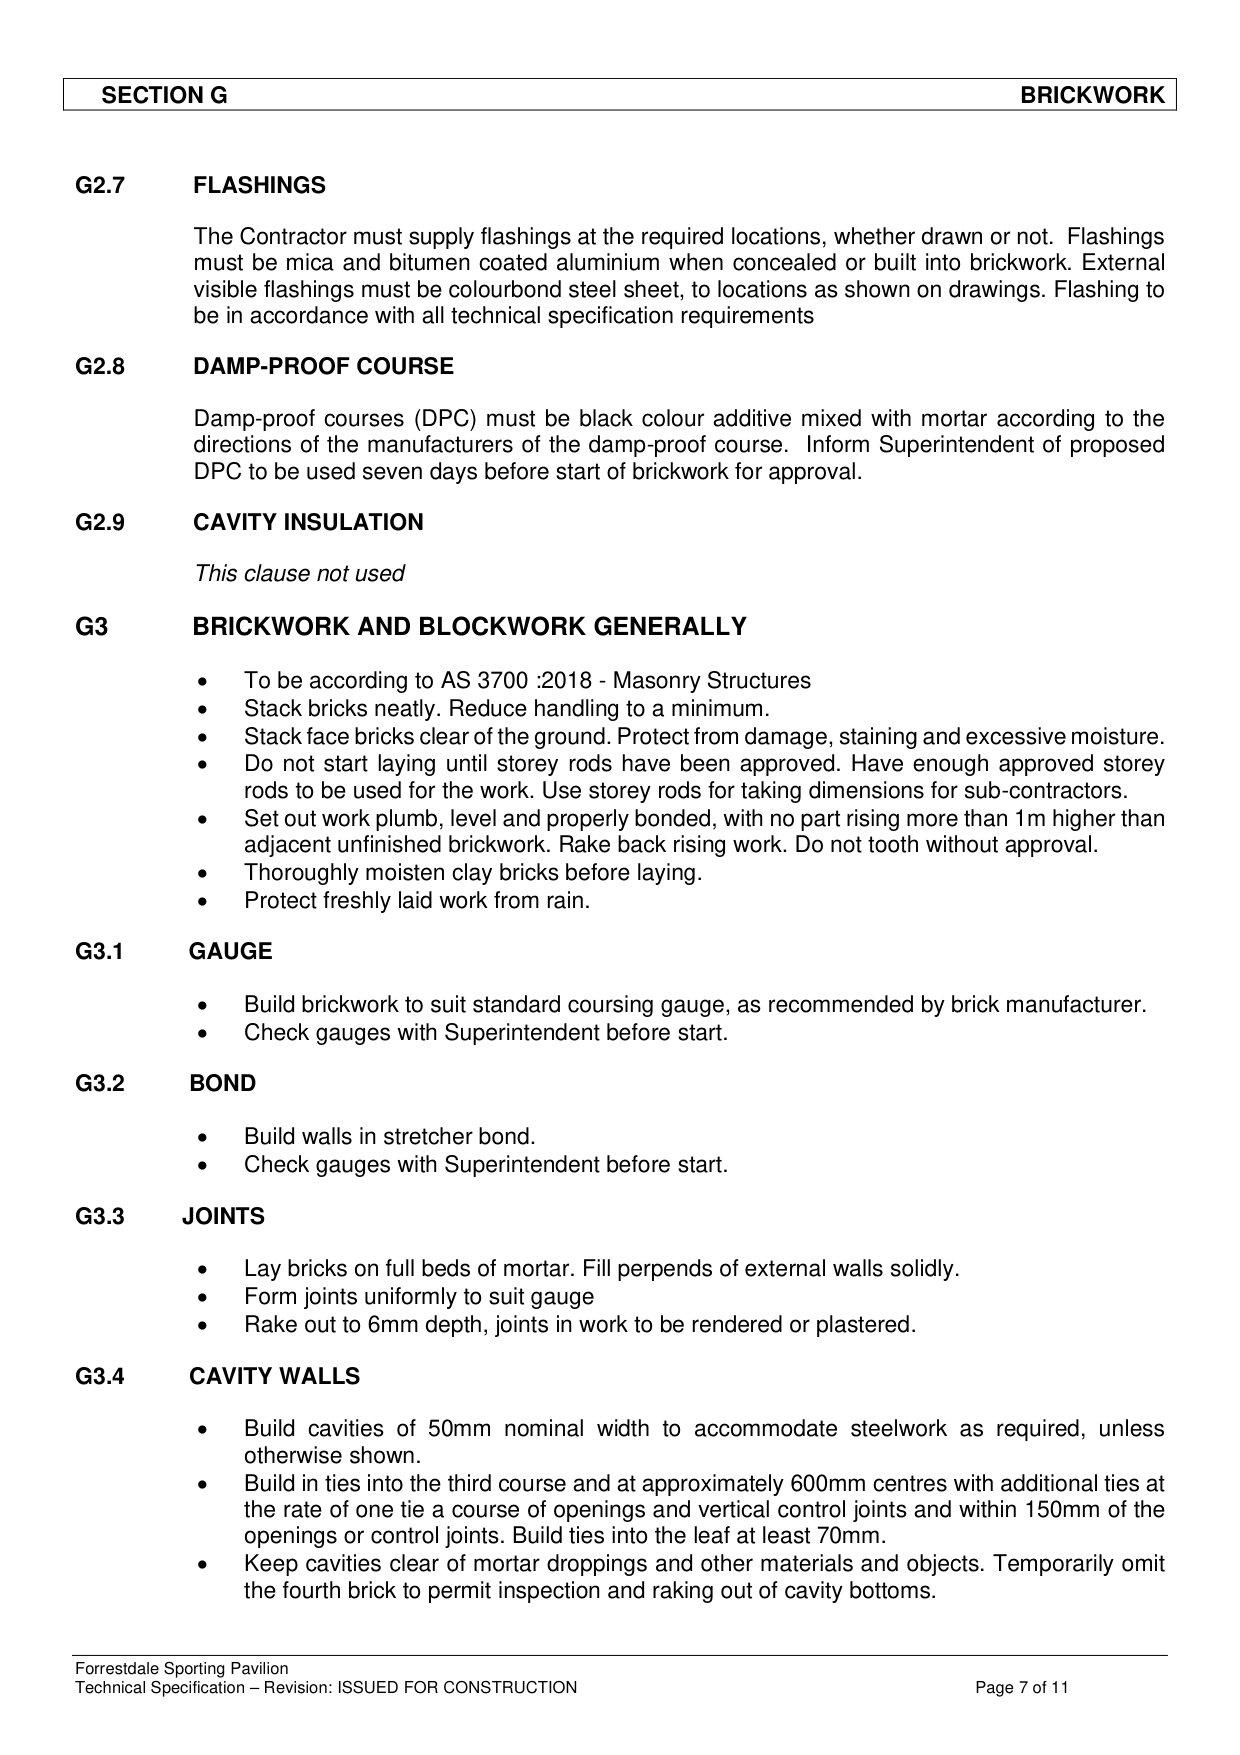 SECTION G BRICKWORK
G2.7 FLASHINGS
The Contractor must supply flashings at the required locations, whether drawn or not. Flashings
must be mica and bitumen coated aluminium when concealed or built into brickwork. External
visible flashings must be colourbond steel sheet, to locations as shown on drawings. Flashing to
be in accordance with all technical specification requirements
G2.8 DAMP-PROOF COURSE
Damp-proof courses (DPC) must be black colour additive mixed with mortar according to the
directions of the manufacturers of the damp-proof course. Inform Superintendent of proposed
DPC to be used seven days before start of brickwork for approval.
G2.9 CAVITY INSULATION
This clause not used
G3 BRICKWORK AND BLOCKWORK GENERALLY
• To be according to AS 3700 :2018 - Masonry Structures
• Stack bricks neatly. Reduce handling to a minimum.
• Stack face bricks clear of the ground. Protect from damage, staining and excessive moisture.
• Do not start laying until storey rods have been approved. Have enough approved storey
rods to be used for the work. Use storey rods for taking dimensions for sub-contractors.
• Set out work plumb, level and properly bonded, with no part rising more than 1m higher than
adjacent unfinished brickwork. Rake back rising work. Do not tooth without approval.
• Thoroughly moisten clay bricks before laying.
• Protect freshly laid work from rain.
G3.1 GAUGE
• Build brickwork to suit standard coursing gauge, as recommended by brick manufacturer.
• Check gauges with Superintendent before start.
G3.2 BOND
• Build walls in stretcher bond.
• Check gauges with Superintendent before start.
G3.3 JOINTS
• Lay bricks on full beds of mortar. Fill perpends of external walls solidly.
• Form joints uniformly to suit gauge
• Rake out to 6mm depth, joints in work to be rendered or plastered.
G3.4 CAVITY WALLS
• Build cavities of 50mm nominal width to accommodate steelwork as required, unless
otherwise shown.
• Build in ties into the third course and at approximately 600mm centres with additional ties at
the rate of one tie a course of openings and vertical control joints and within 150mm of the
openings or control joints. Build ties into the leaf at least 70mm.
• Keep cavities clear of mortar droppings and other materials and objects. Temporarily omit
the fourth brick to permit inspection and raking out of cavity bottoms.
Forrestdale Sporting Pavilion
Technical Specification – Revision: ISSUED FOR CONSTRUCTION Page 7 of 11